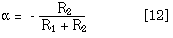 α = - R₂ / (R₁ + R₂) [12]